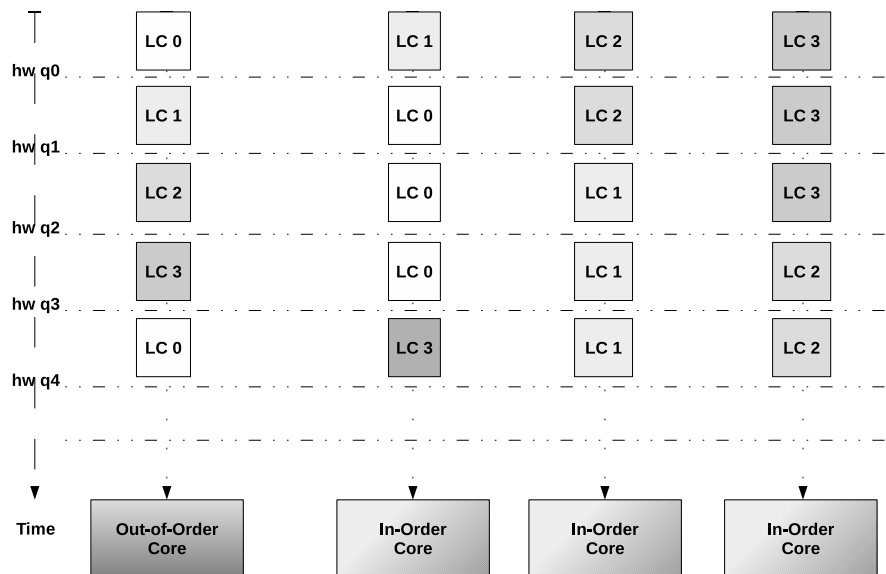 LC 0 LC 1 LC 2 LC 3
hw q0
LC 1 LC 0 LC 2 LC 3
hw q1
LC 2 LC 0 LC 1 LC 3
hw q2
LC 3 LC 0 LC 1 LC 2
hw q3
LC 0 LC 3 LC 1 LC 2
hw q4
Time
Out-of-Order
Core
In-Order
Core
In-Order
Core
In-Order
Core